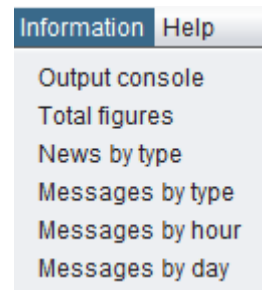 Information Help
Output console
Total figures
News by type
Messages by type
Messages by hour
Messages by day